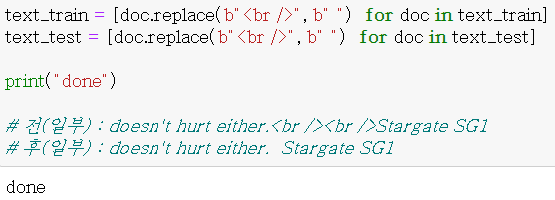 text_train = [doc.replace(b"<br />",b" ") for doc in text_train]
text_test = [doc.replace(b"<br />",b" ") for doc in text_test]
print("done")
# 전(일부) : doesn't hurt either.<br /><br />Stargate SG1
# 후(일부) : doesn't hurt either.  Stargate SG1
done